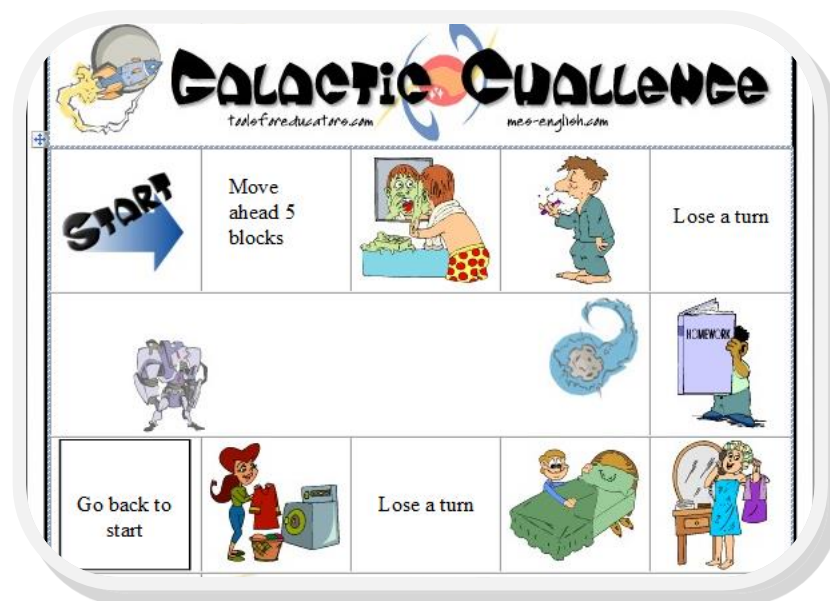 Galactic Challenge
toolsforeducators.com mes-english.com
START
Move
ahead 5
blocks
Lose a turn
HOMEWORK
Go back to
start
Lose a turn